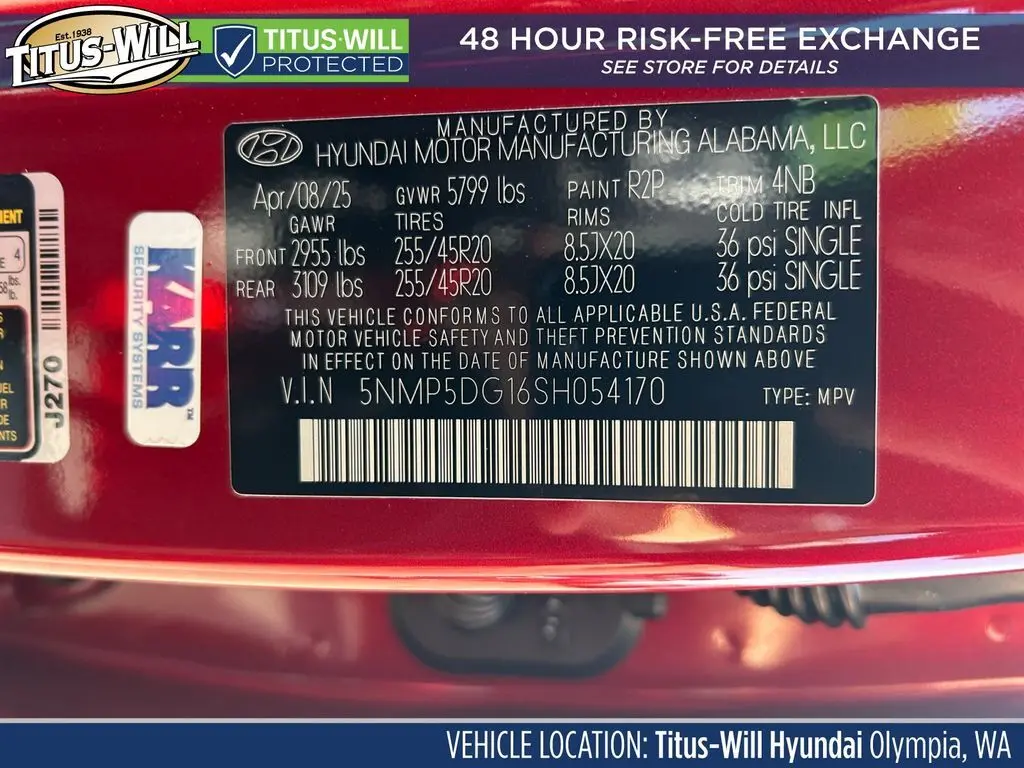 Est. 1938
TITUS-WILL
TITUS-WILL
PROTECTED
48 HOUR RISK-FREE EXCHANGE
SEE STORE FOR DETAILS
MANUFACTURED BY
HYUNDAI MOTOR MANUFACTURING ALABAMA, LLC
Apr/08/25 GVWR 5799 lbs PAINT R2P TRIM 4NB
GAWR TIRES RIMS COLD TIRE INFL
FRONT 2955 lbs 255/45R20 8.5JX20 36 psi SINGLE
REAR 3109 lbs 255/45R20 8.5JX20 36 psi SINGLE
THIS VEHICLE CONFORMS TO ALL APPLICABLE U.S.A. FEDERAL
MOTOR VEHICLE SAFETY AND THEFT PREVENTION STANDARDS
IN EFFECT ON THE DATE OF MANUFACTURE SHOWN ABOVE
V.I.N 5NMP5DG16SH054170 TYPE: MPV
KARR™
SECURITY SYSTEMS
J270
4
lbs.
VEHICLE LOCATION: Titus-Will Hyundai Olympia, WA